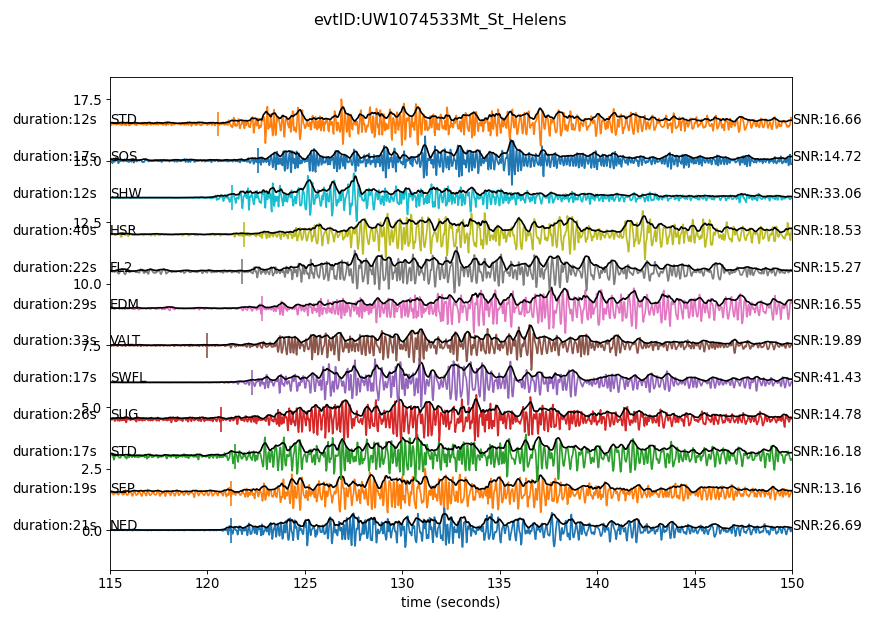 evtID:UW1074533Mt_St_Helens
17.5
duration:12s STD SNR:16.66
duration:17s SOS SNR:14.72
15.0
duration:12s SHW SNR:33.06
12.5
duration:40s HSR SNR:18.53
duration:22s FL2 SNR:15.27
10.0
duration:29s EDM SNR:16.55
duration:33s VALT SNR:19.89
7.5
duration:17s SWFL SNR:41.43
5.0
duration:26s SUG SNR:14.78
duration:17s STD SNR:16.18
2.5
duration:19s SEP SNR:13.16
duration:21s NED SNR:26.69
0.0
115 120 125 130 135 140 145 150
time (seconds)